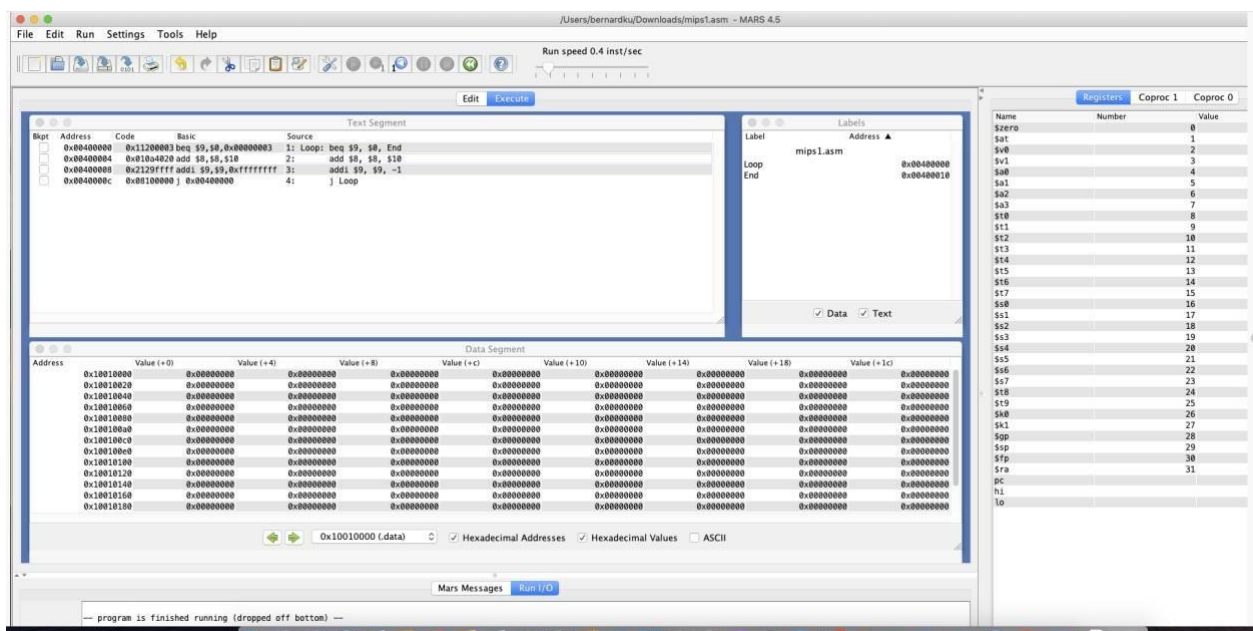 /Users/bernardku/Downloads/mips1.asm - MARS 4.5
File Edit Run Settings Tools Help
Run speed 0.4 inst/sec
Edit Execute
Text Segment
Bkpt Address Code Basic Source
0x00400000 0x11200003 beq $9,$0,0x00000003 1: Loop: beq $9, $0, End
0x00400004 0x010a4020 add $8,$8,$10 2: add $8, $8, $10
0x00400008 0x2129ffff addi $9,$9,0xffffffff 3: addi $9, $9, -1
0x0040000c 0x08100000 j 0x00400000 4: j Loop
Labels
Label Address ▲
mips1.asm
Loop 0x00400000
End 0x00400010
✓ Data ✓ Text
Data Segment
Address Value (+0) Value (+4) Value (+8) Value (+c) Value (+10) Value (+14) Value (+18) Value (+1c)
0x10010000 0x00000000 0x00000000 0x00000000 0x00000000 0x00000000 0x00000000 0x00000000 0x00000000
0x10010020 0x00000000 0x00000000 0x00000000 0x00000000 0x00000000 0x00000000 0x00000000 0x00000000
0x10010040 0x00000000 0x00000000 0x00000000 0x00000000 0x00000000 0x00000000 0x00000000 0x00000000
0x10010060 0x00000000 0x00000000 0x00000000 0x00000000 0x00000000 0x00000000 0x00000000 0x00000000
0x10010080 0x00000000 0x00000000 0x00000000 0x00000000 0x00000000 0x00000000 0x00000000 0x00000000
0x100100a0 0x00000000 0x00000000 0x00000000 0x00000000 0x00000000 0x00000000 0x00000000 0x00000000
0x100100c0 0x00000000 0x00000000 0x00000000 0x00000000 0x00000000 0x00000000 0x00000000 0x00000000
0x100100e0 0x00000000 0x00000000 0x00000000 0x00000000 0x00000000 0x00000000 0x00000000 0x00000000
0x10010100 0x00000000 0x00000000 0x00000000 0x00000000 0x00000000 0x00000000 0x00000000 0x00000000
0x10010120 0x00000000 0x00000000 0x00000000 0x00000000 0x00000000 0x00000000 0x00000000 0x00000000
0x10010140 0x00000000 0x00000000 0x00000000 0x00000000 0x00000000 0x00000000 0x00000000 0x00000000
0x10010160 0x00000000 0x00000000 0x00000000 0x00000000 0x00000000 0x00000000 0x00000000 0x00000000
0x10010180 0x00000000 0x00000000 0x00000000 0x00000000 0x00000000 0x00000000 0x00000000 0x00000000
0x10010000 (.data) ✓ Hexadecimal Addresses ✓ Hexadecimal Values ASCII
Mars Messages Run I/O
-- program is finished running (dropped off bottom) --
Registers Coproc 1 Coproc 0
Name Number Value
$zero 0
$at 1
$v0 2
$v1 3
$a0 4
$a1 5
$a2 6
$a3 7
$t0 8
$t1 9
$t2 10
$t3 11
$t4 12
$t5 13
$t6 14
$t7 15
$s0 16
$s1 17
$s2 18
$s3 19
$s4 20
$s5 21
$s6 22
$s7 23
$t8 24
$t9 25
$k0 26
$k1 27
$gp 28
$sp 29
$fp 30
$ra 31
pc
hi
lo